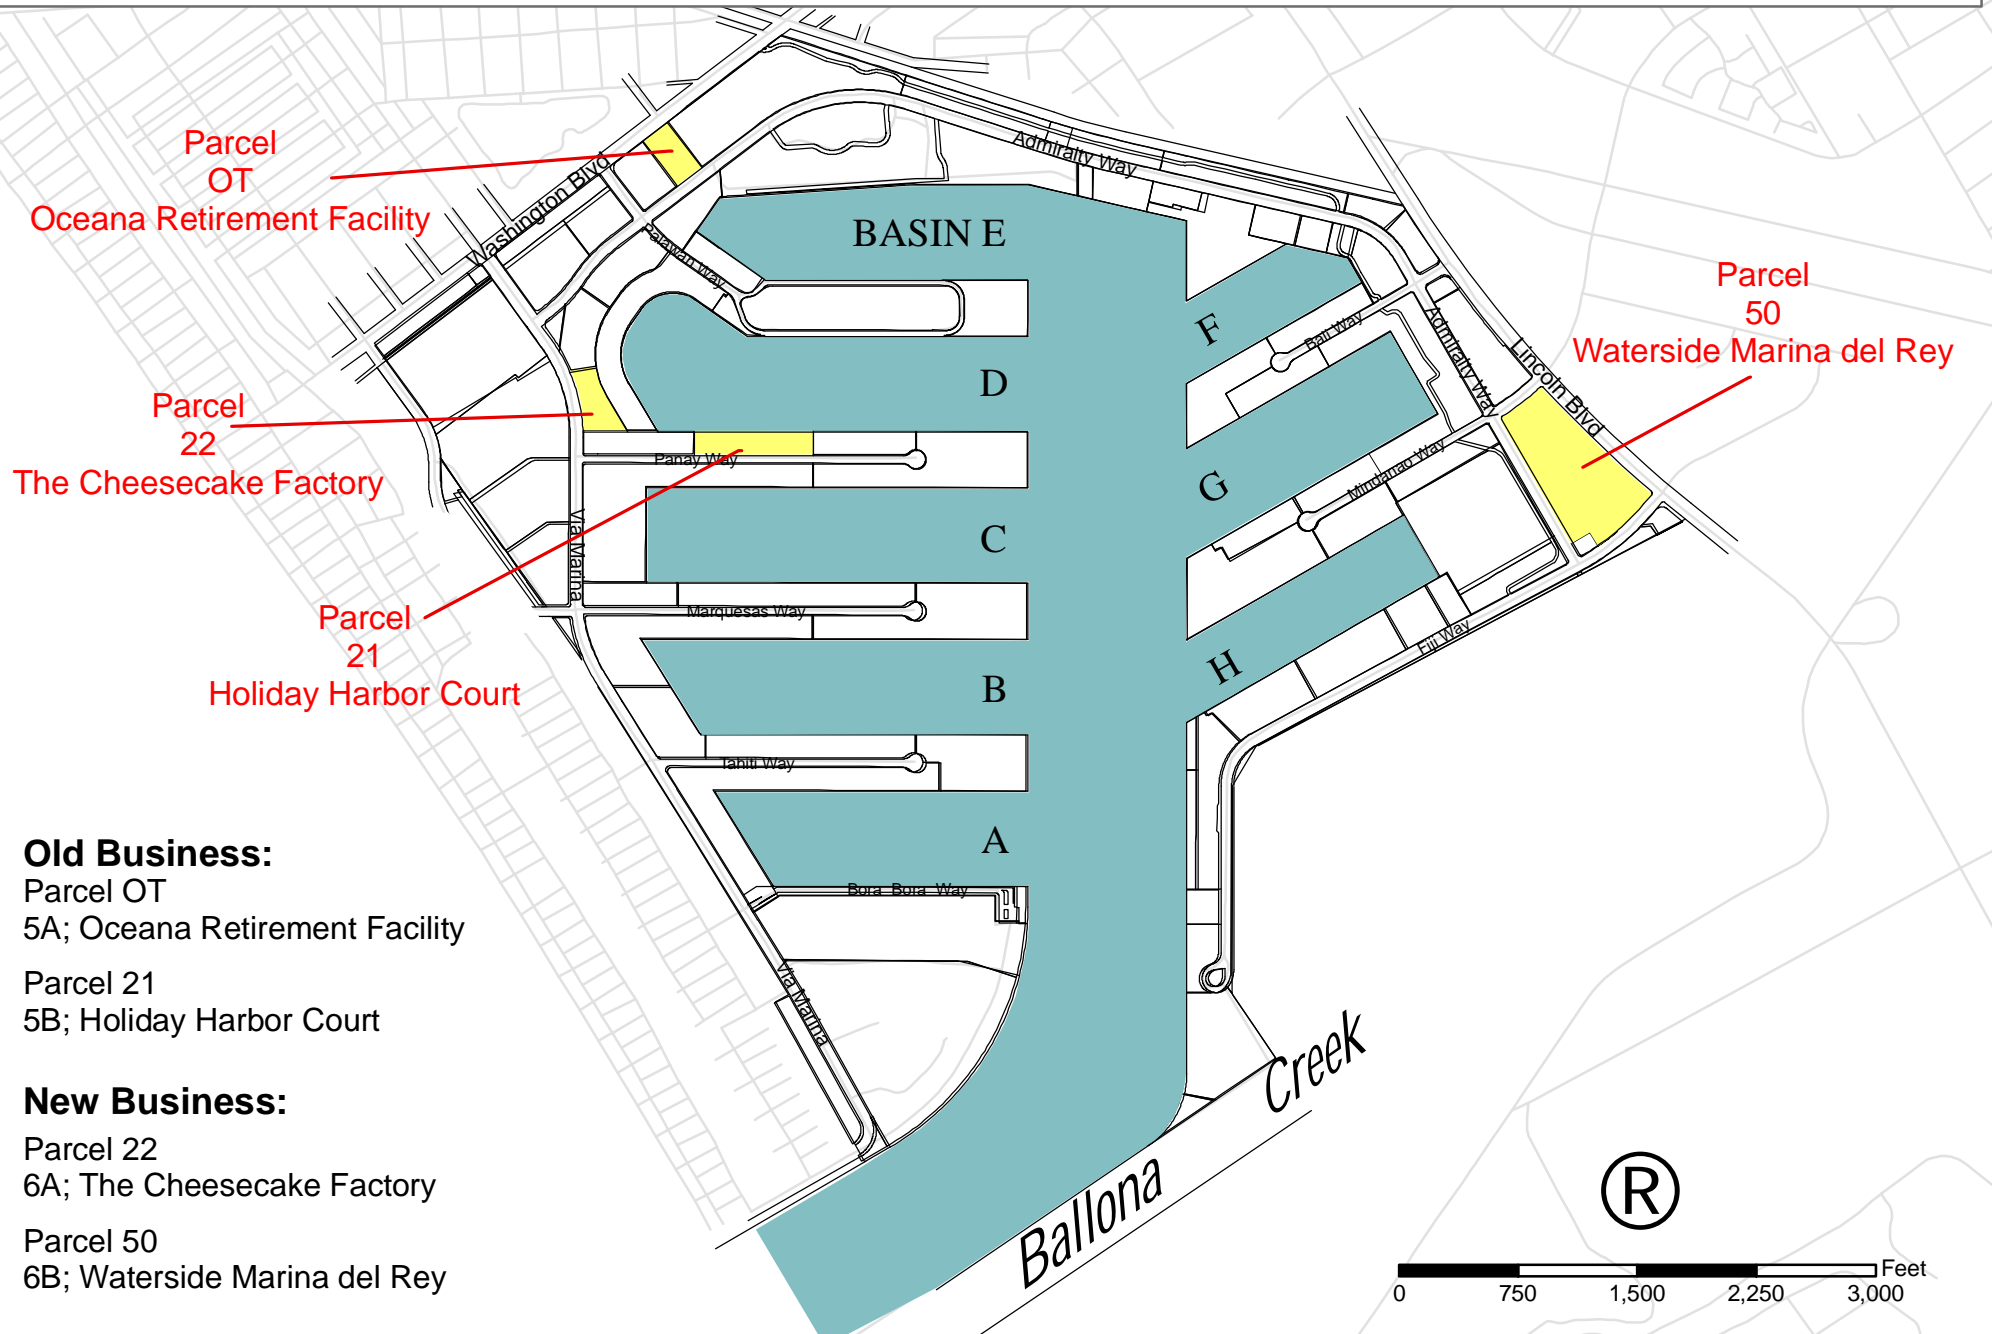 Parcel
OT
Oceana Retirement Facility
Washington Blvd
Palawan Way
Admiralty Way
BASIN E
Parcel
50
Waterside Marina del Rey
F
Bali Way
Admiralty Way
Lincoln Blvd
D
Parcel
22
The Cheesecake Factory
Panay Way
G
Mindanao Way
Via Marina
C
Parcel
21
Holiday Harbor Court
Marquesas Way
H
Fiji Way
B
Tahiti Way
A
Bora Bora Way
Via Marina
Old Business:
Parcel OT
5A; Oceana Retirement Facility
Parcel 21
5B; Holiday Harbor Court
New Business:
Parcel 22
6A; The Cheesecake Factory
Parcel 50
6B; Waterside Marina del Rey
Ballona Creek
®
Feet
0 750 1,500 2,250 3,000